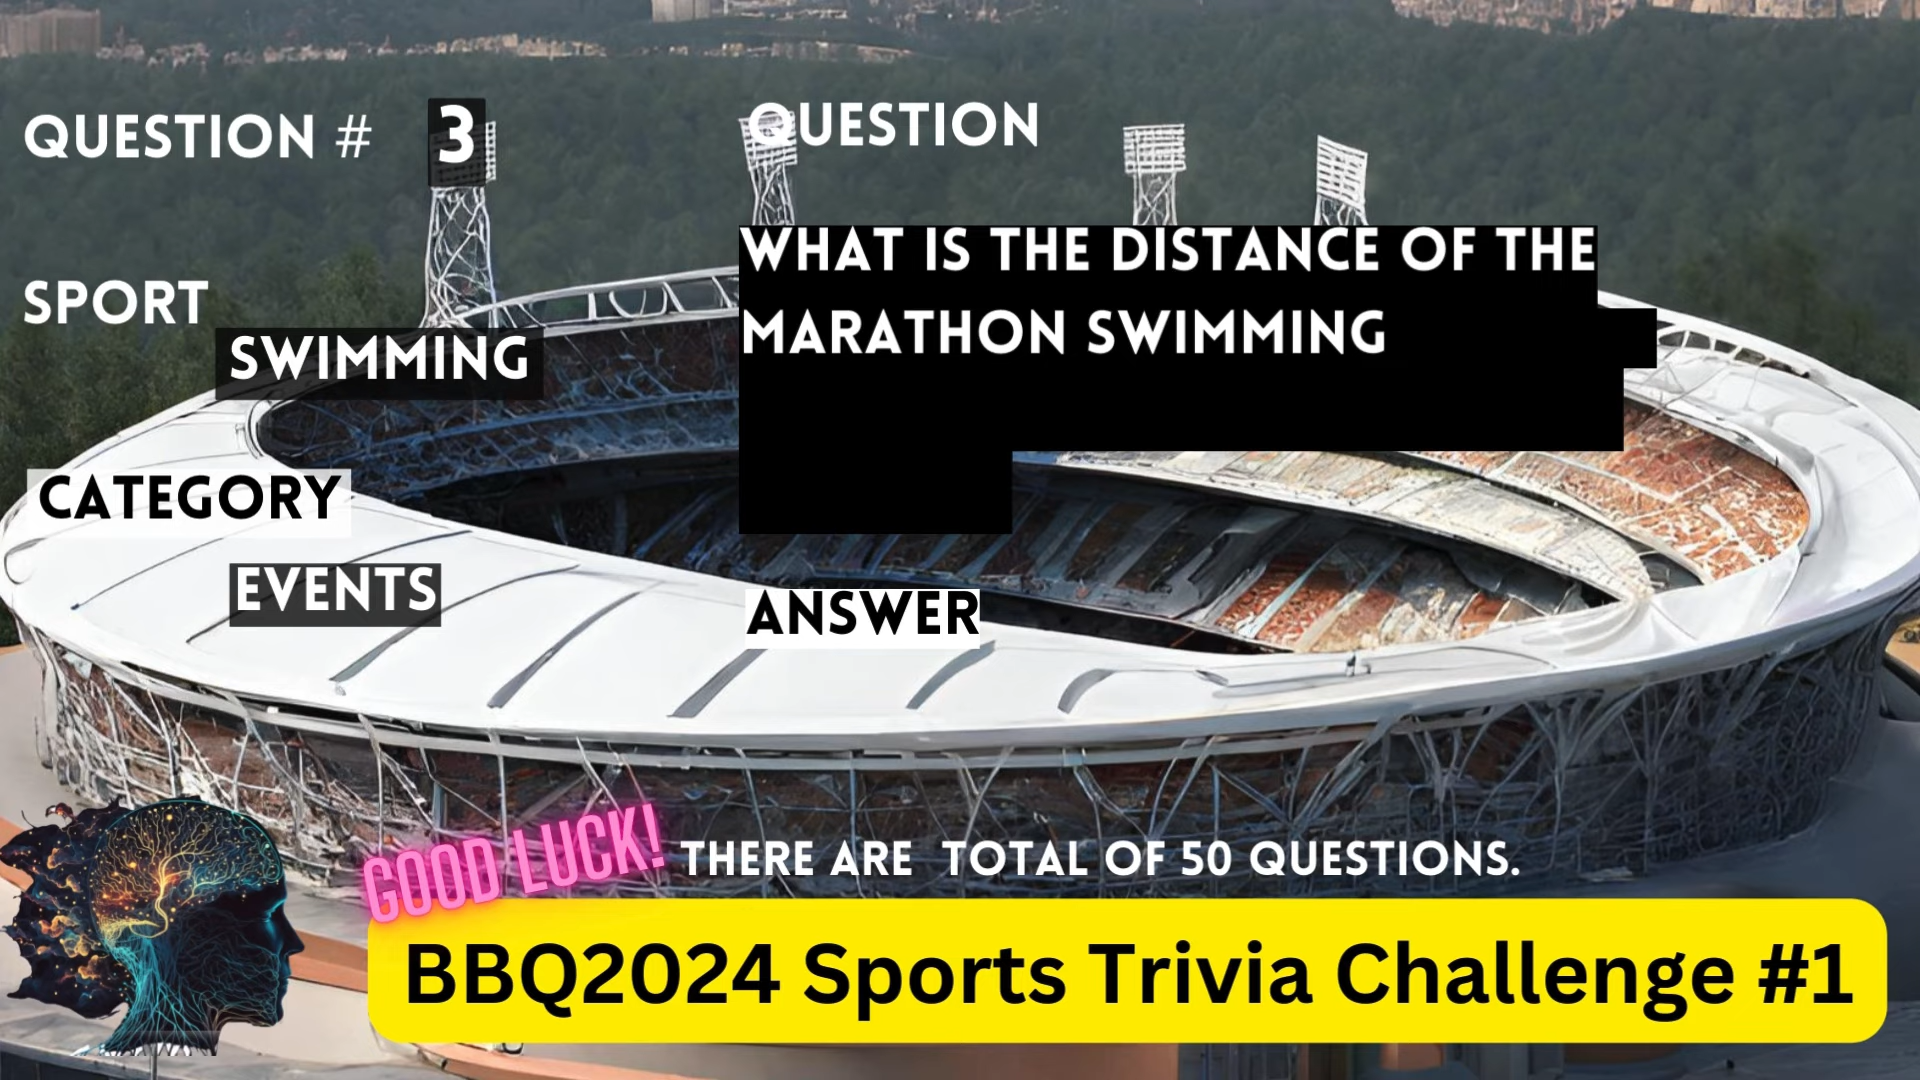 QUESTION # 3
SPORT
SWIMMING
CATEGORY
EVENTS
QUESTION
WHAT IS THE DISTANCE OF THE
MARATHON SWIMMING
ANSWER
GOOD LUCK!
THERE ARE TOTAL OF 50 QUESTIONS.
BBQ2024 Sports Trivia Challenge #1